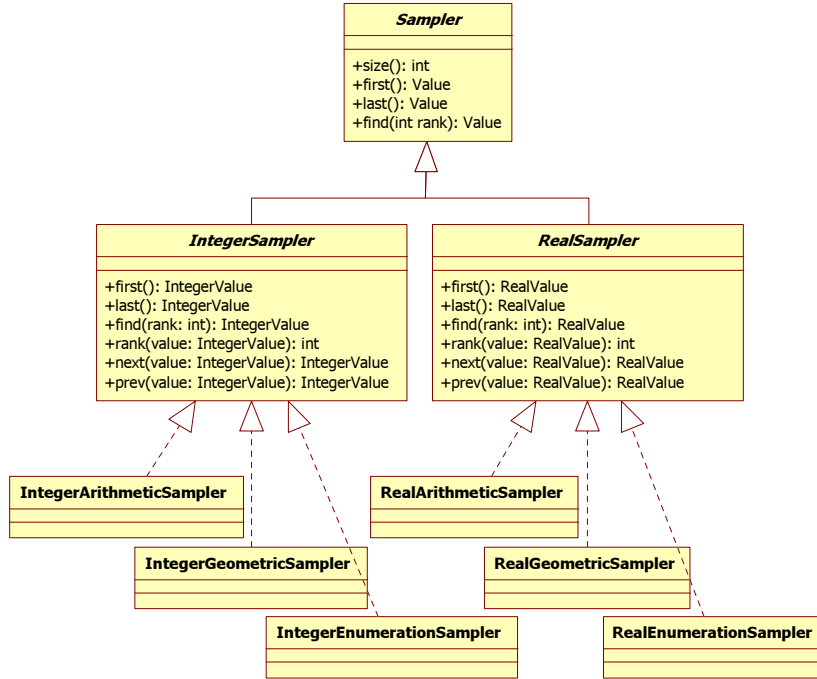 Sampler
+size(): int
+first(): Value
+last(): Value
+find(int rank): Value
IntegerSampler
+first(): IntegerValue
+last(): IntegerValue
+find(rank: int): IntegerValue
+rank(value: IntegerValue): int
+next(value: IntegerValue): IntegerValue
+prev(value: IntegerValue): IntegerValue
RealSampler
+first(): RealValue
+last(): RealValue
+find(rank: int): RealValue
+rank(value: RealValue): int
+next(value: RealValue): RealValue
+prev(value: RealValue): RealValue
IntegerArithmeticSampler
RealArithmeticSampler
IntegerGeometricSampler
RealGeometricSampler
IntegerEnumerationSampler
RealEnumerationSampler